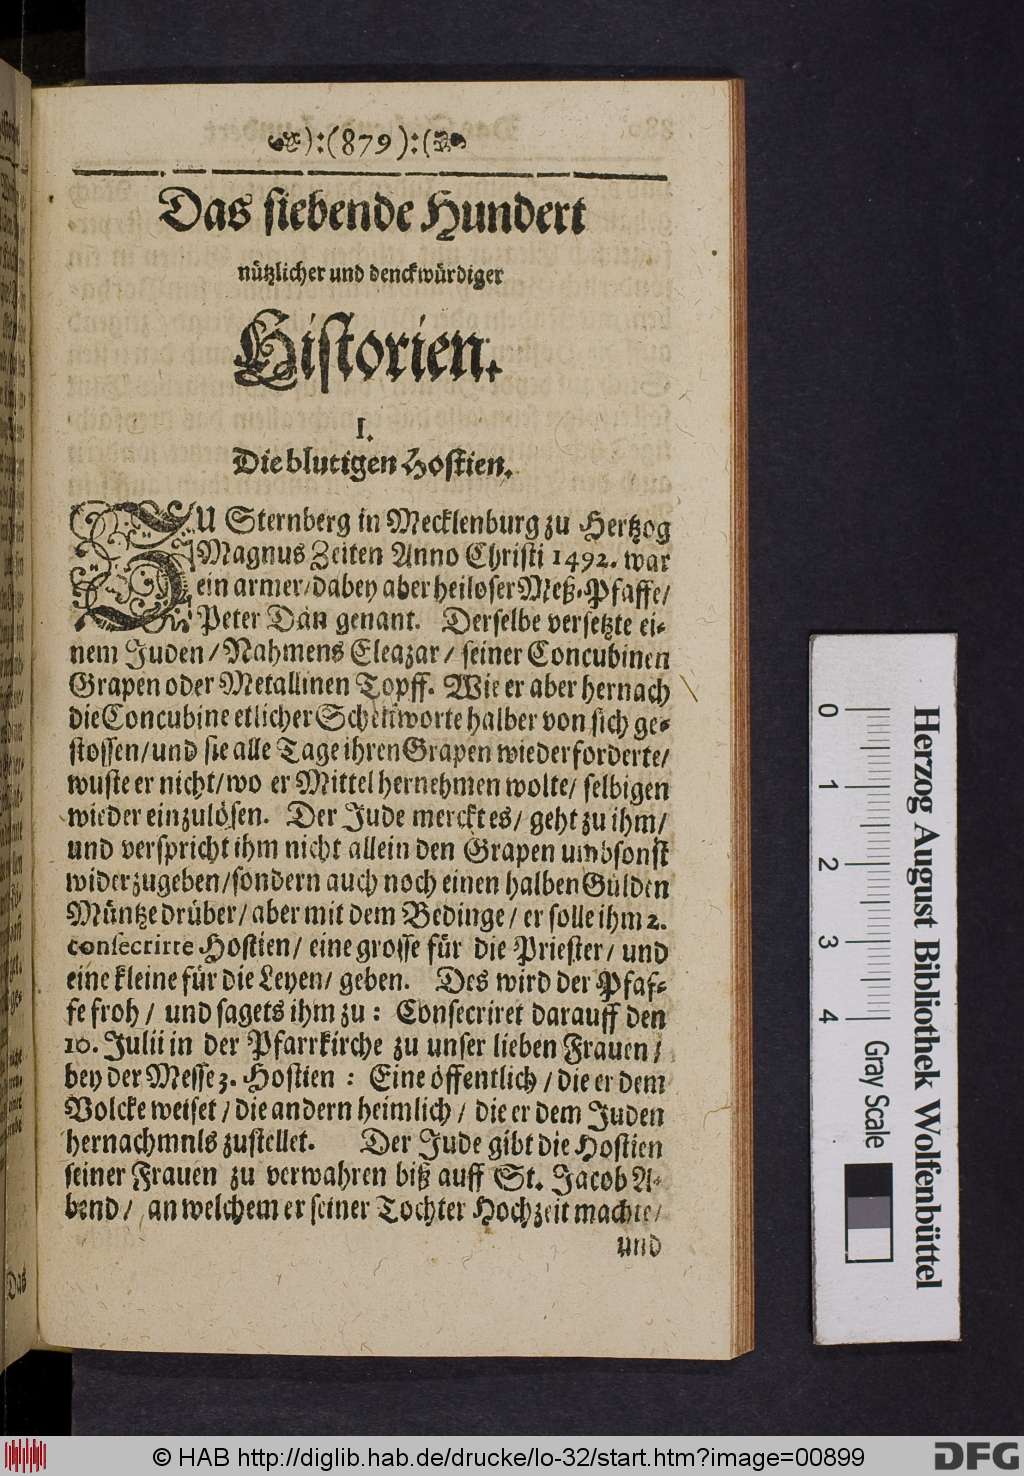 ):(879):(
Das siebende Hundert
nützlicher und denckwürdiger
Historien.
I.
Die blutigen Hostien.
ZU Sternberg in Mecklenburg zu Hertzog
Magnus Zeiten Anno Christi 1492. war
ein armer/dabey aber heiloser Meß-Pfaffe/
Peter Dän genant. Derselbe versetzte ei-
nem Juden/Nahmens Eleazar/ seiner Concubinen
Grapen oder Metallinen Topff. Wie er aber hernach
die Concubine etlicher Scheltworte halber von sich ge-
stossen/und sie alle Tage ihren Grapen wiederforderte/
wuste er nicht/wo er Mittel hernehmen wolte/ selbigen
wieder einzulösen. Der Jude merckt es/ geht zu ihm/
und verspricht ihm nicht allein den Grapen umbsonst
widerzugeben/sondern auch noch einen halben Gülden
Müntze drüber/aber mit dem Bedinge/ er solle ihm 2.
consecrirte Hostien/ eine grosse für die Priester/ und
eine kleine für die Leyen/ geben. Des wird der Pfaf-
fe froh/ und sagets ihm zu: Consecriret darauff den
10. Julii in der Pfarrkirche zu unser lieben Frauen/
bey der Messe 3. Hostien: Eine öffentlich/die er dem
Volcke weiset/die andern heimlich/ die er dem Juden
hernachmnls zustellet. Der Jude gibt die Hostien
seiner Frauen zu verwahren biß auff St. Jacob A-
bend/ an welchem er seiner Tochter Hochzeit machte/
und
Das
0 1 2 3 4
Herzog August Bibliothek Wolfenbüttel
Gray Scale
© HAB http://diglib.hab.de/drucke/lo-32/start.htm?image=00899
DFG